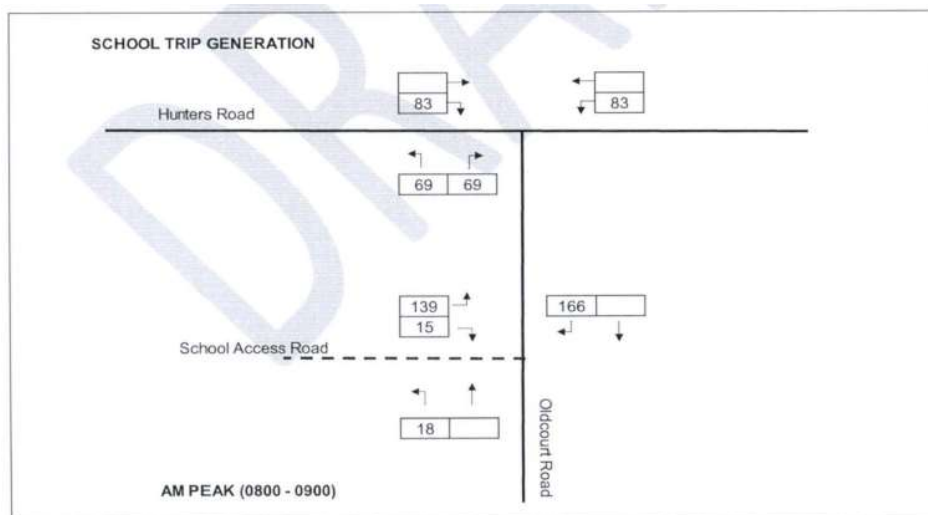 SCHOOL TRIP GENERATION
83
83
Hunters Road
69 69
139
15
166
School Access Road
18
Oldcourt Road
AM PEAK (0800 - 0900)
DRA